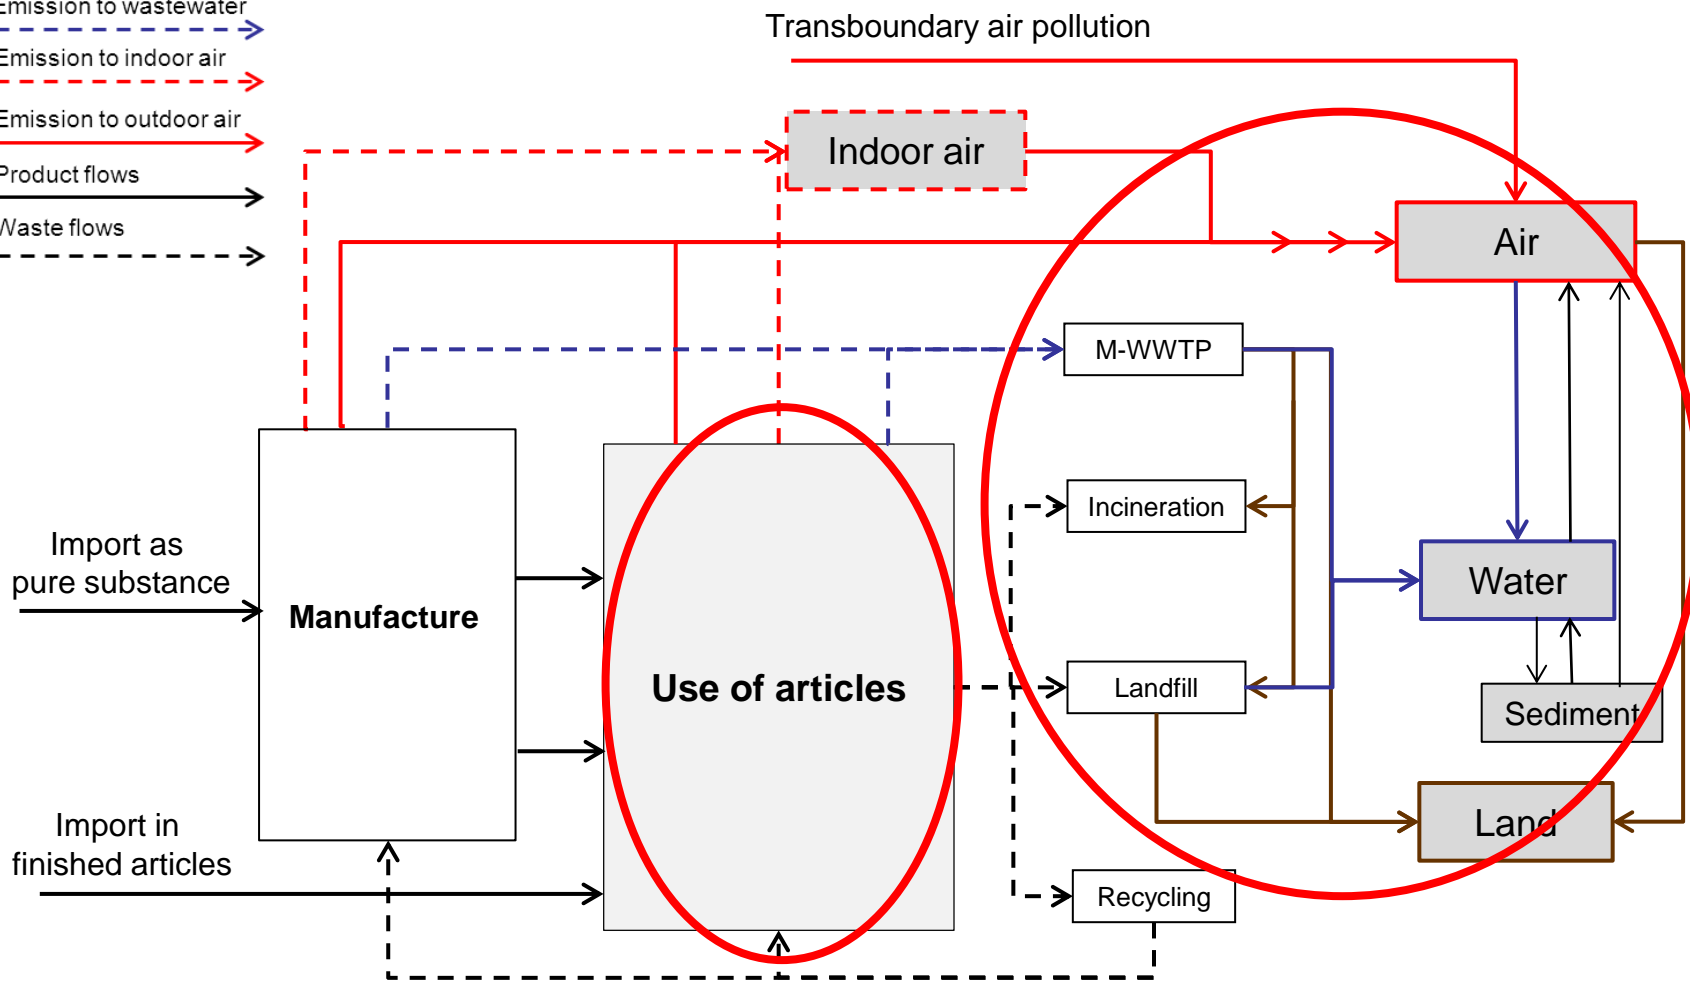 Emission to wastewater
Emission to indoor air
Emission to outdoor air
Product flows
Waste flows
Transboundary air pollution
Indoor air
Air
M-WWTP
Incineration
Import as
pure substance
Manufacture
Water
Use of articles
Landfill
Sediment
Import in
finished articles
Land
Recycling